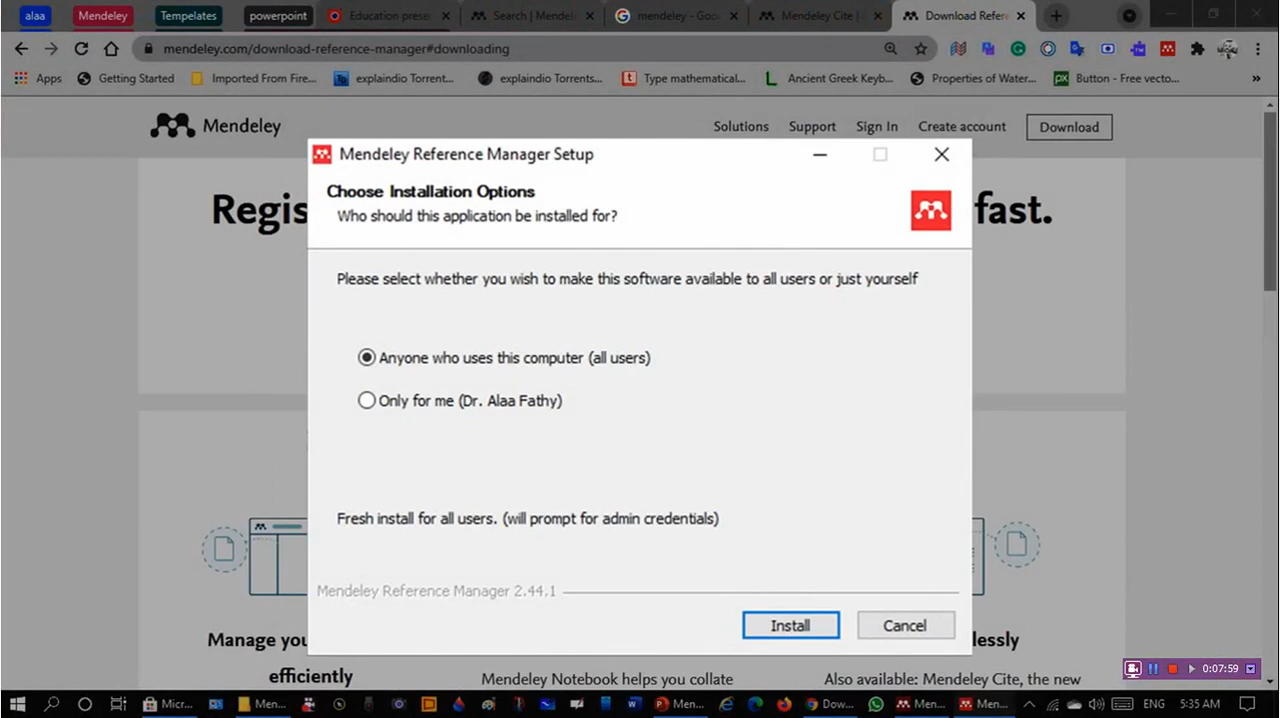 alaa Mendeley Templates powerpoint Education prese Search | Mendel mendeley - Goo Mendeley Cite | Download Refere
mendeley.com/download-reference-manager#downloading
Apps Getting Started Imported From Fire... explaindio Torrent... explaindio Torrents... Type mathematical... Ancient Greek Keyb... Properties of Water... Button - Free vecto... »
Mendeley Solutions Support Sign In Create account Download
Mendeley Reference Manager Setup
Choose Installation Options
Who should this application be installed for?
Regis fast.
Please select whether you wish to make this software available to all users or just yourself
Anyone who uses this computer (all users)
Only for me (Dr. Alaa Fathy)
Fresh install for all users. (will prompt for admin credentials)
Mendeley Reference Manager 2.44.1
Install Cancel
Manage you lessly
efficiently
Mendeley Notebook helps you collate Also available: Mendeley Cite, the new
0:07:59
Micr... Men... Men... Dow... Men... Men... ENG 5:35 AM